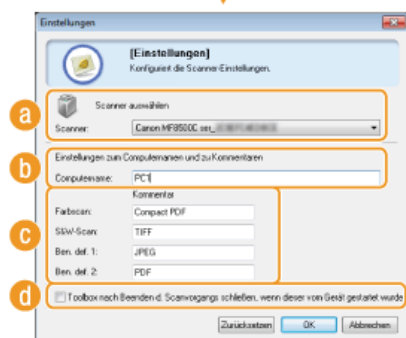 Einstellungen
[Einstellungen]
Konfiguriert die Scanner-Einstellungen.
a
Scanner auswählen
Scanner: Canon MF8500C ser_
b
Einstellungen zum Computernamen und zu Kommentaren
Computername: PC1
c
Kommentar
Farbscan: Compact PDF
S&W-Scan: TIFF
Ben. def. 1: JPEG
Ben. def. 2: PDF
d
Toolbox nach Beenden d. Scanvorgangs schließen, wenn dieser vom Gerät gestartet wurde
Zurücksetzen OK Abbrechen